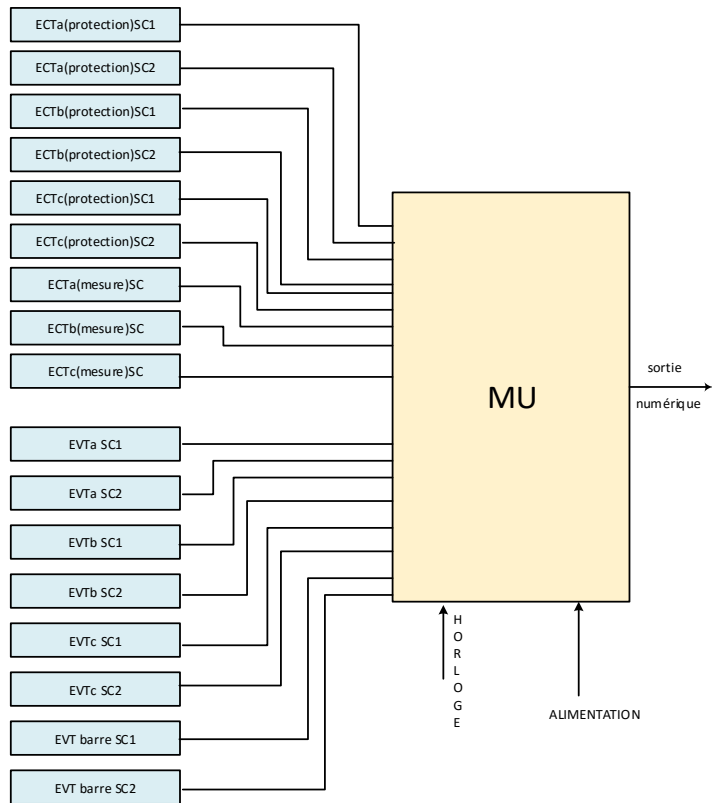 ECTa(protection)SC1
ECTa(protection)SC2
ECTb(protection)SC1
ECTb(protection)SC2
ECTc(protection)SC1
ECTc(protection)SC2
ECTa(mesure)SC
ECTb(mesure)SC
ECTc(mesure)SC
EVTa SC1
EVTa SC2
EVTb SC1
EVTb SC2
EVTc SC1
EVTc SC2
EVT barre SC1
EVT barre SC2
MU
sortie
numérique
HORLOGE
ALIMENTATION